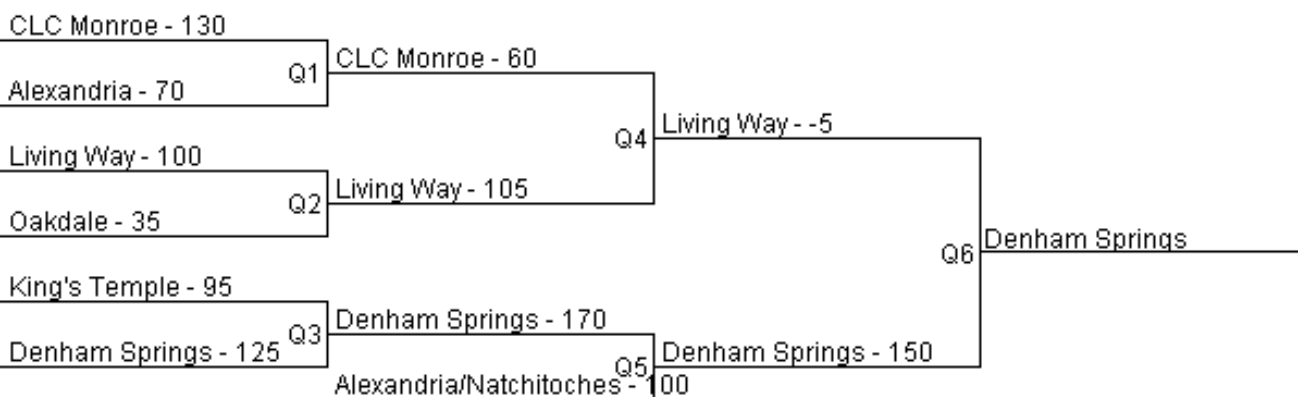 CLC Monroe - 130
Q1
CLC Monroe - 60
Alexandria - 70
Q4
Living Way - -5
Living Way - 100
Q2
Living Way - 105
Oakdale - 35
Q6
Denham Springs
King's Temple - 95
Q3
Denham Springs - 170
Denham Springs - 125
Q5
Denham Springs - 150
Alexandria/Natchitoches - 100